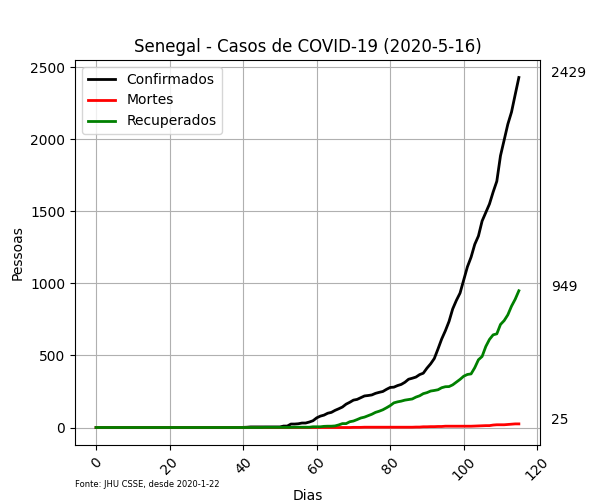 Senegal - Casos de COVID-19 (2020-5-16)
2500
2000
1500
1000
500
0
Pessoas
Confirmados
Mortes
Recuperados
2429
949
25
0
20
40
60
80
100
120
Fonte: JHU CSSE, desde 2020-1-22
Dias